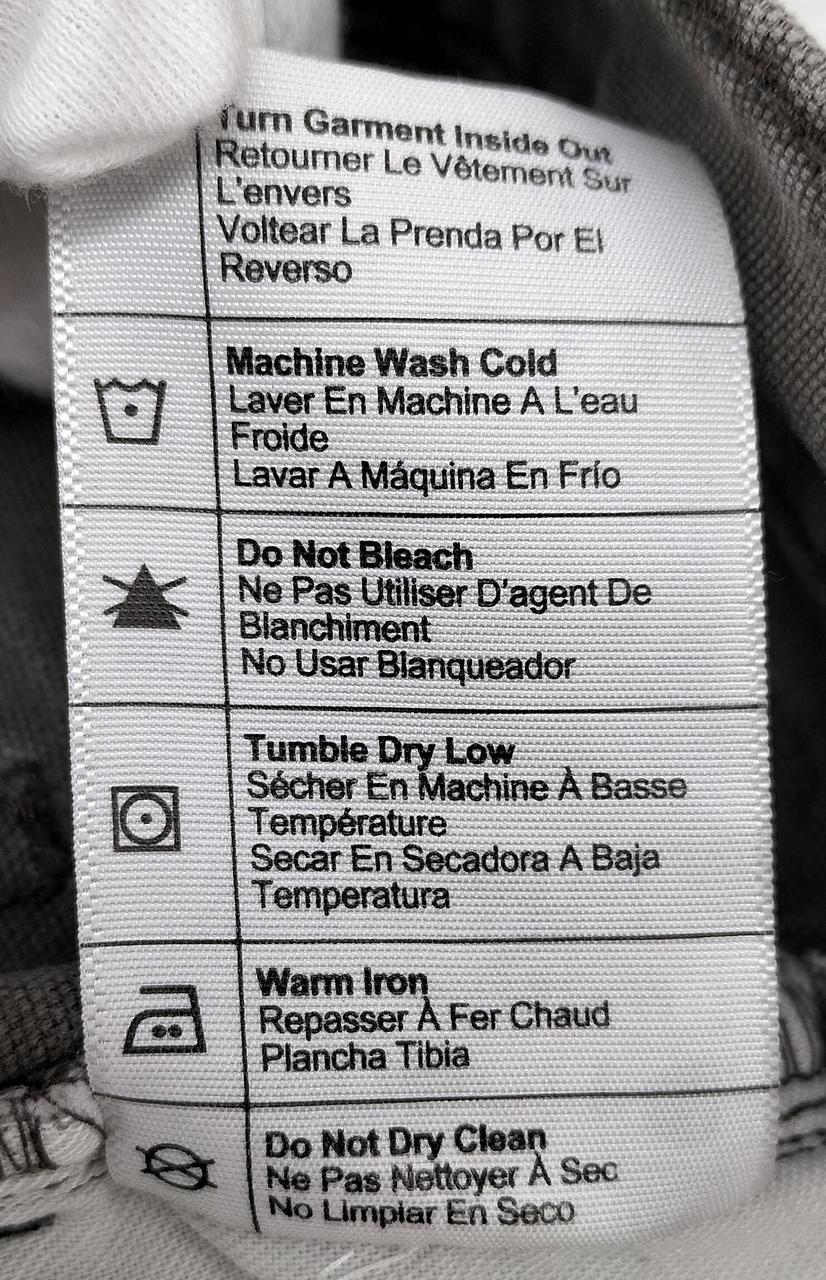 Turn Garment Inside Out
Retourner Le Vêtement Sur
L'envers
Voltear La Prenda Por El
Reverso
Machine Wash Cold
Laver En Machine A L'eau
Froide
Lavar A Máquina En Frío
Do Not Bleach
Ne Pas Utiliser D'agent De
Blanchiment
No Usar Blanqueador
Tumble Dry Low
Sécher En Machine À Basse
Température
Secar En Secadora A Baja
Temperatura
Warm Iron
Repasser À Fer Chaud
Plancha Tibia
Do Not Dry Clean
Ne Pas Nettoyer À Sec
No Limpiar En Seco